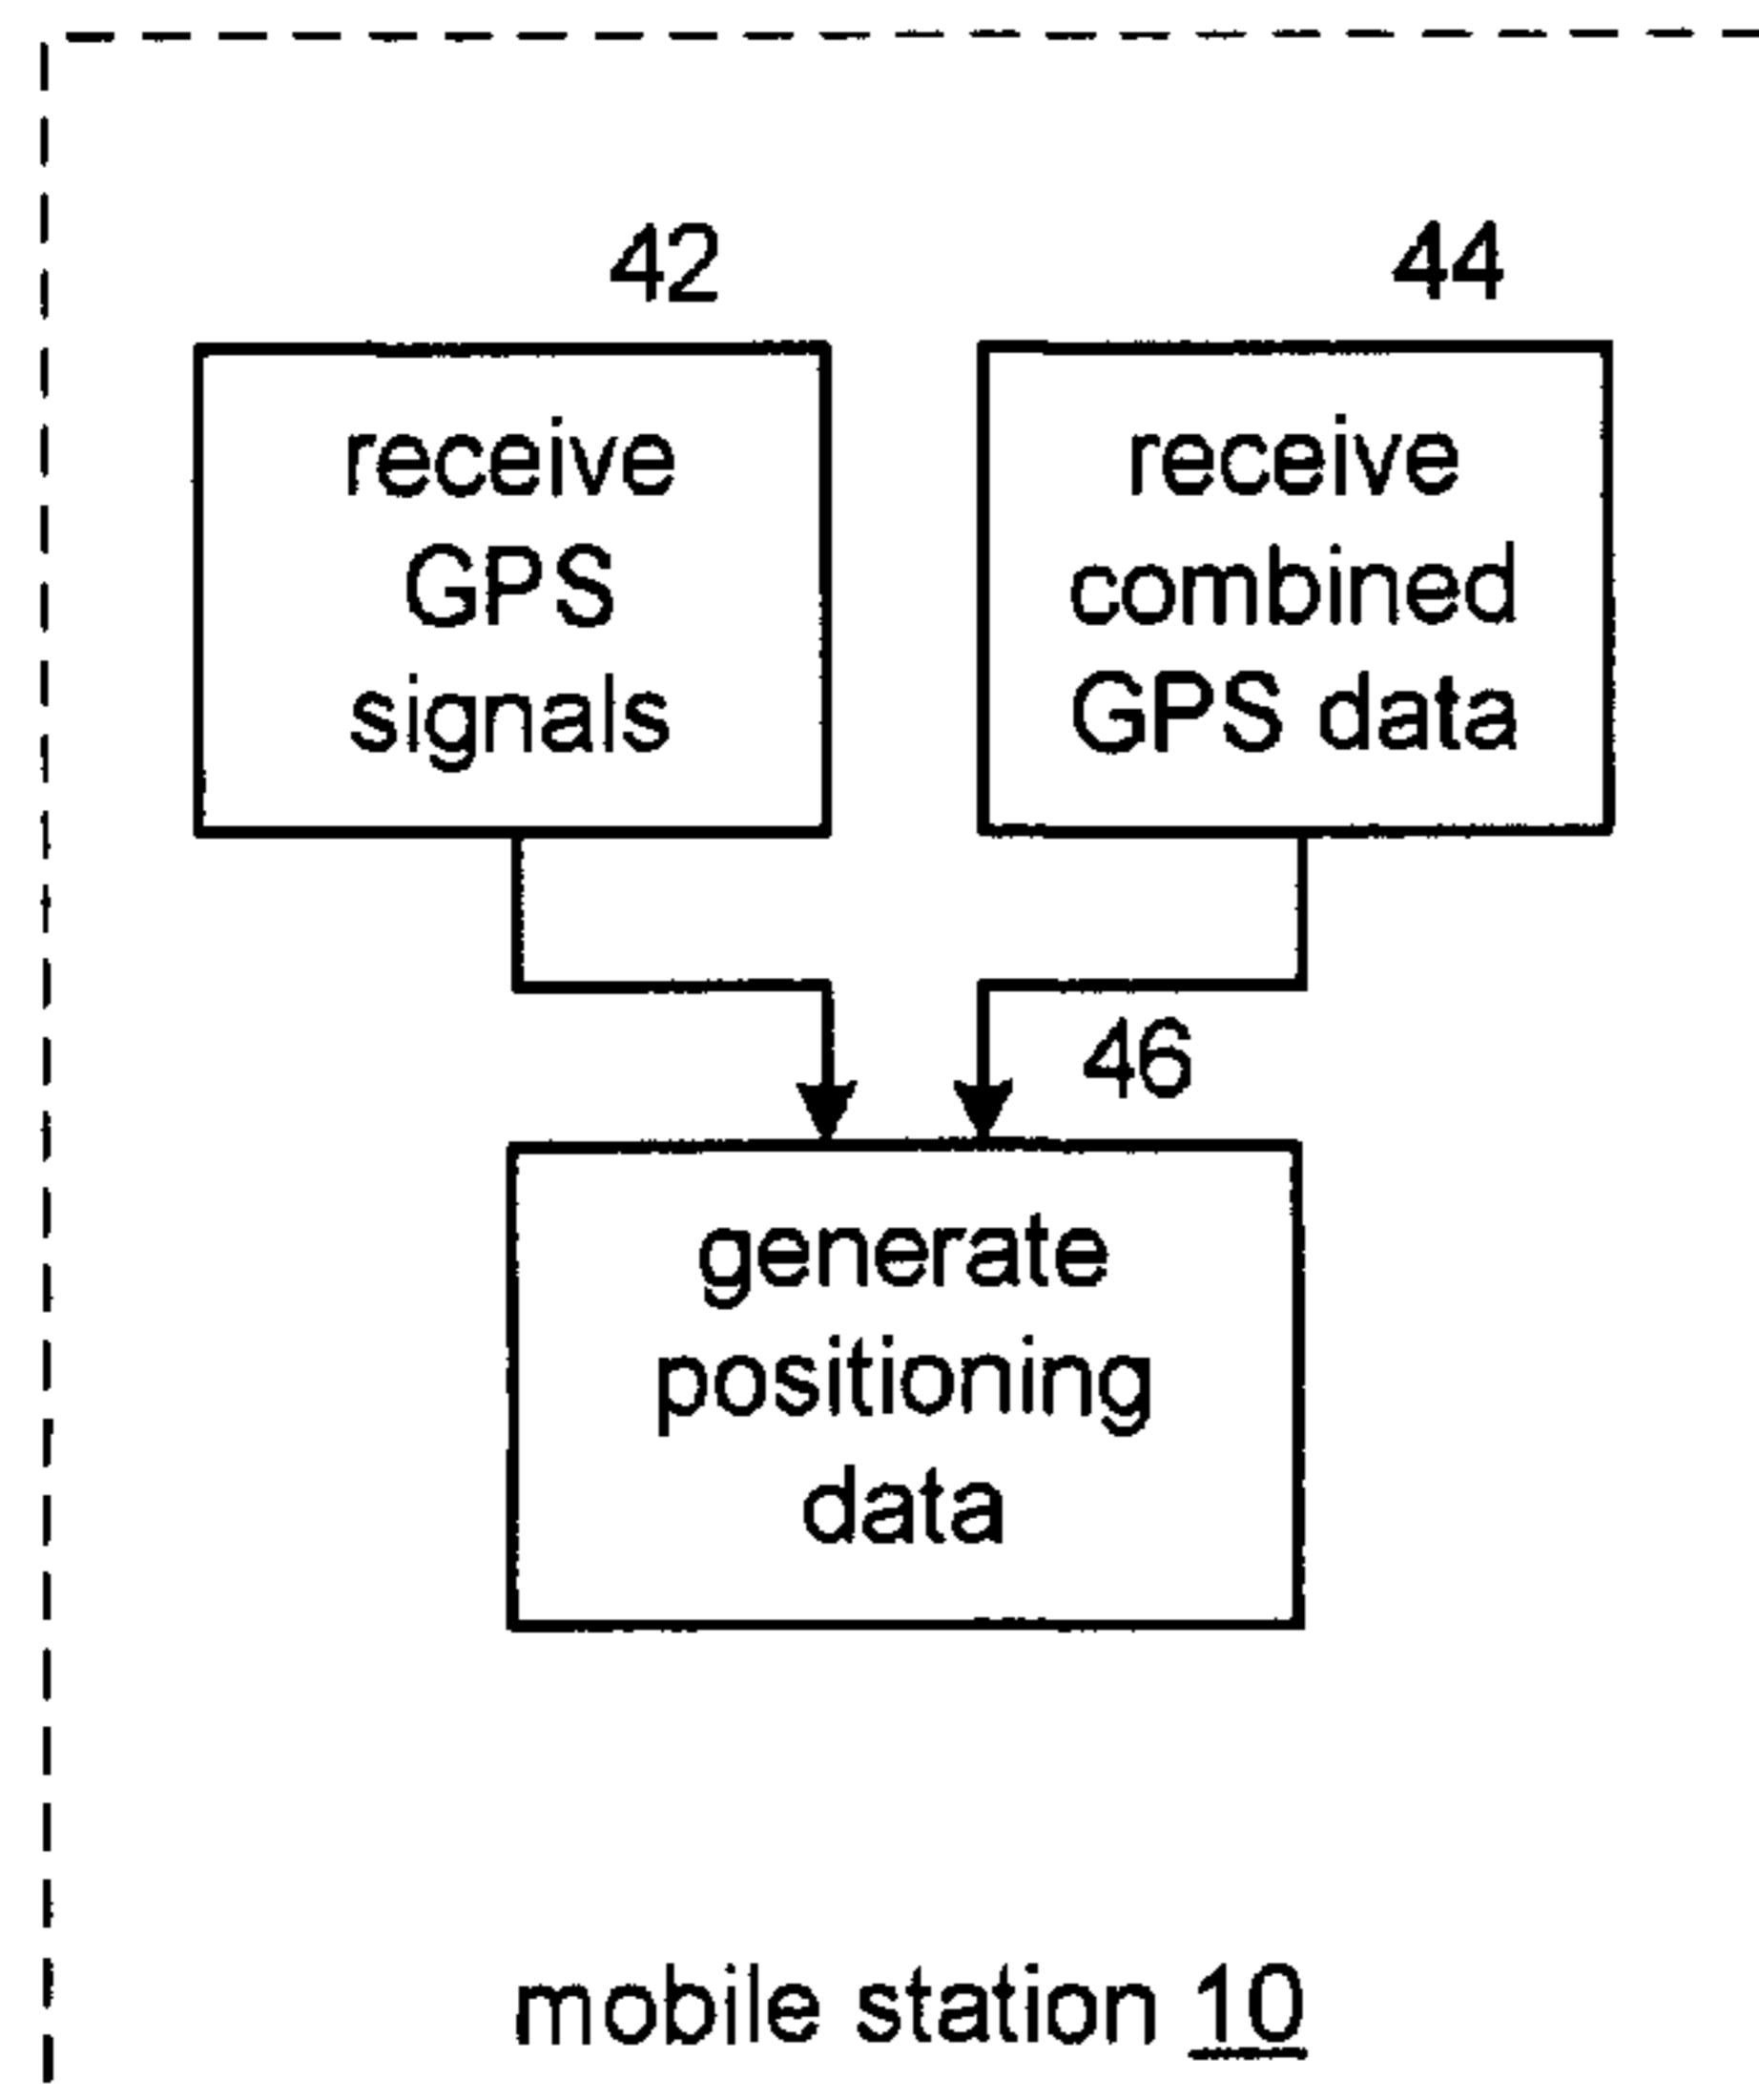 42
receive
GPS
signals
44
receive
combined
GPS data
46
generate
positioning
data
mobile station 10